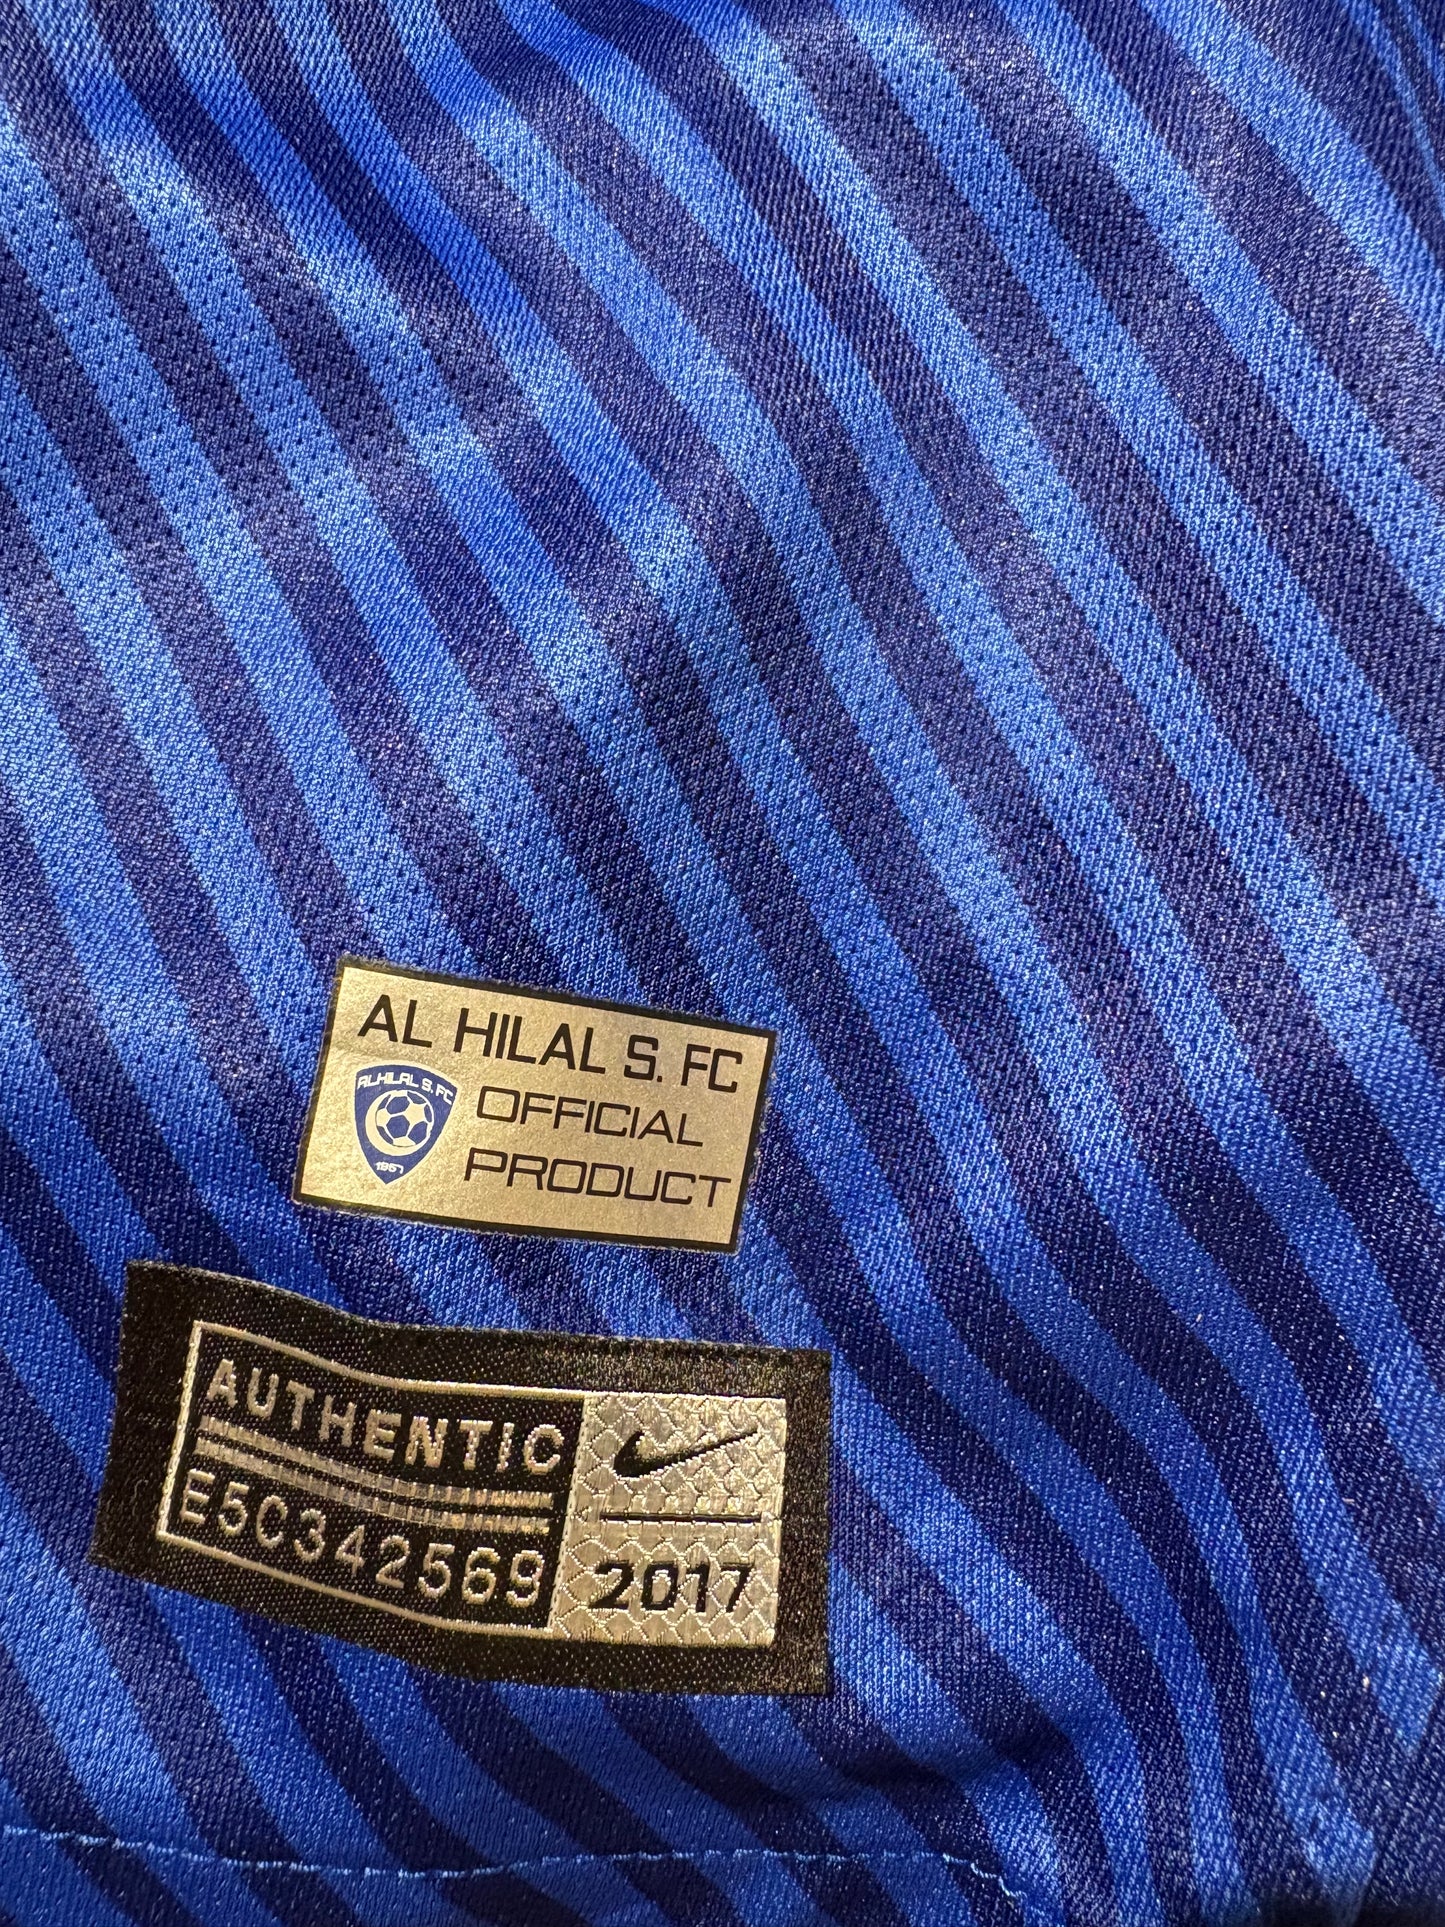 AL HILAL S. FC
ALHILAL S. FC
1957
OFFICIAL
PRODUCT
AUTHENTIC
E5C342569
2017